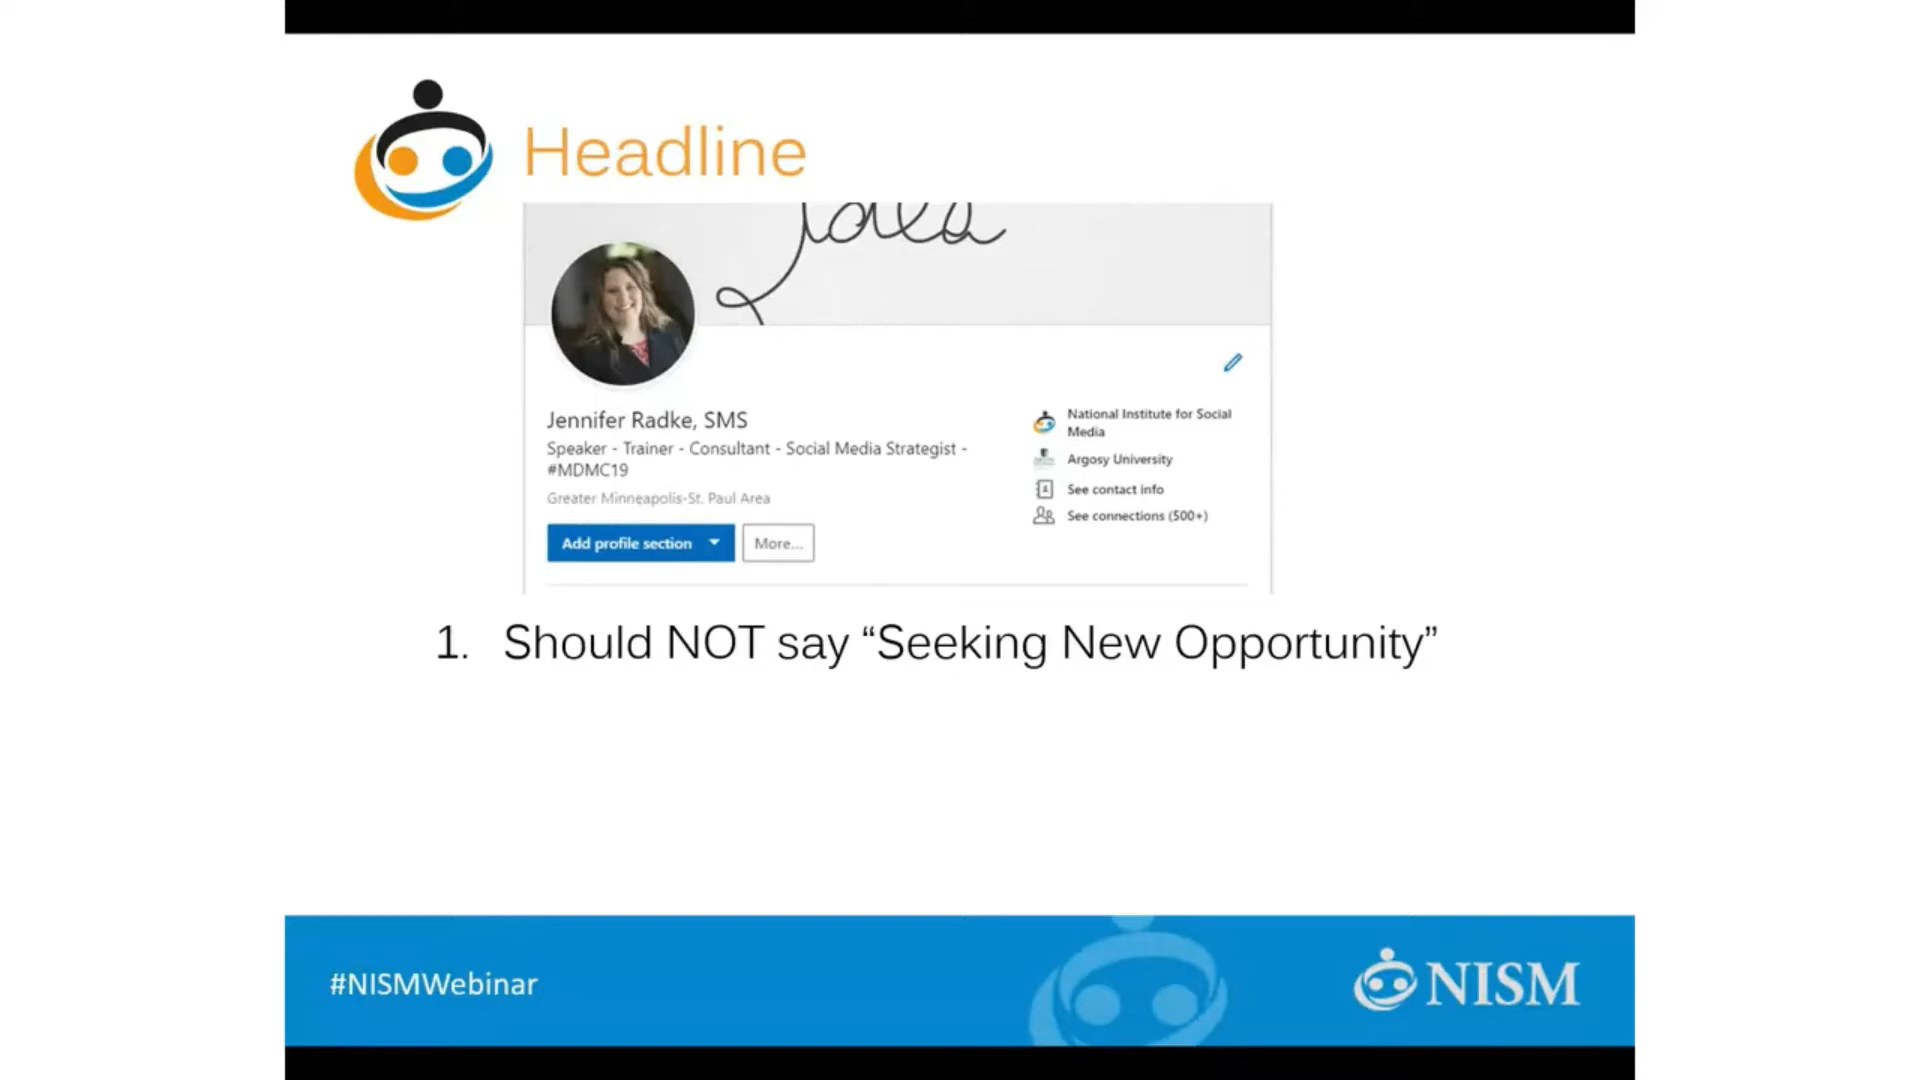 Headline
idea
Jennifer Radke, SMS
Speaker - Trainer - Consultant - Social Media Strategist -
#MDMC19
Greater Minneapolis-St. Paul Area
Add profile section
More...
National Institute for Social
Media
Argosy University
See contact info
See connections (500+)
1. Should NOT say “Seeking New Opportunity”
#NISMWebinar
NISM